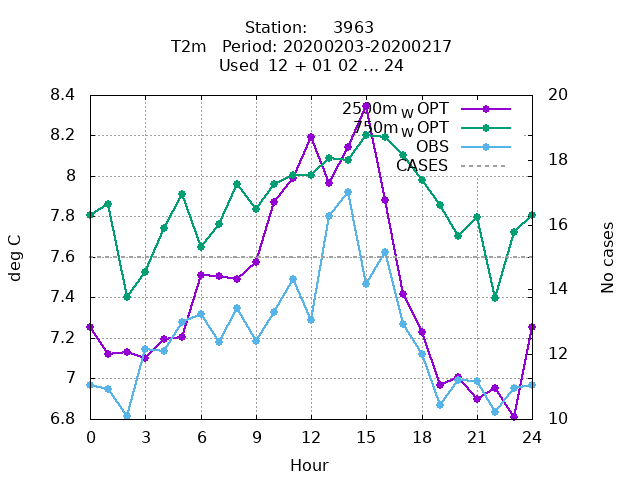 Station: 3963
T2m Period: 20200203-20200217
Used 12 + 01 02 ... 24
8.4
8.2
8
7.8
7.6
7.4
7.2
7
6.8
20
18
16
14
12
10
2500m W OPT
750m W OPT
OBS
CASES
deg C
No cases
0 3 6 9 12 15 18 21 24
Hour